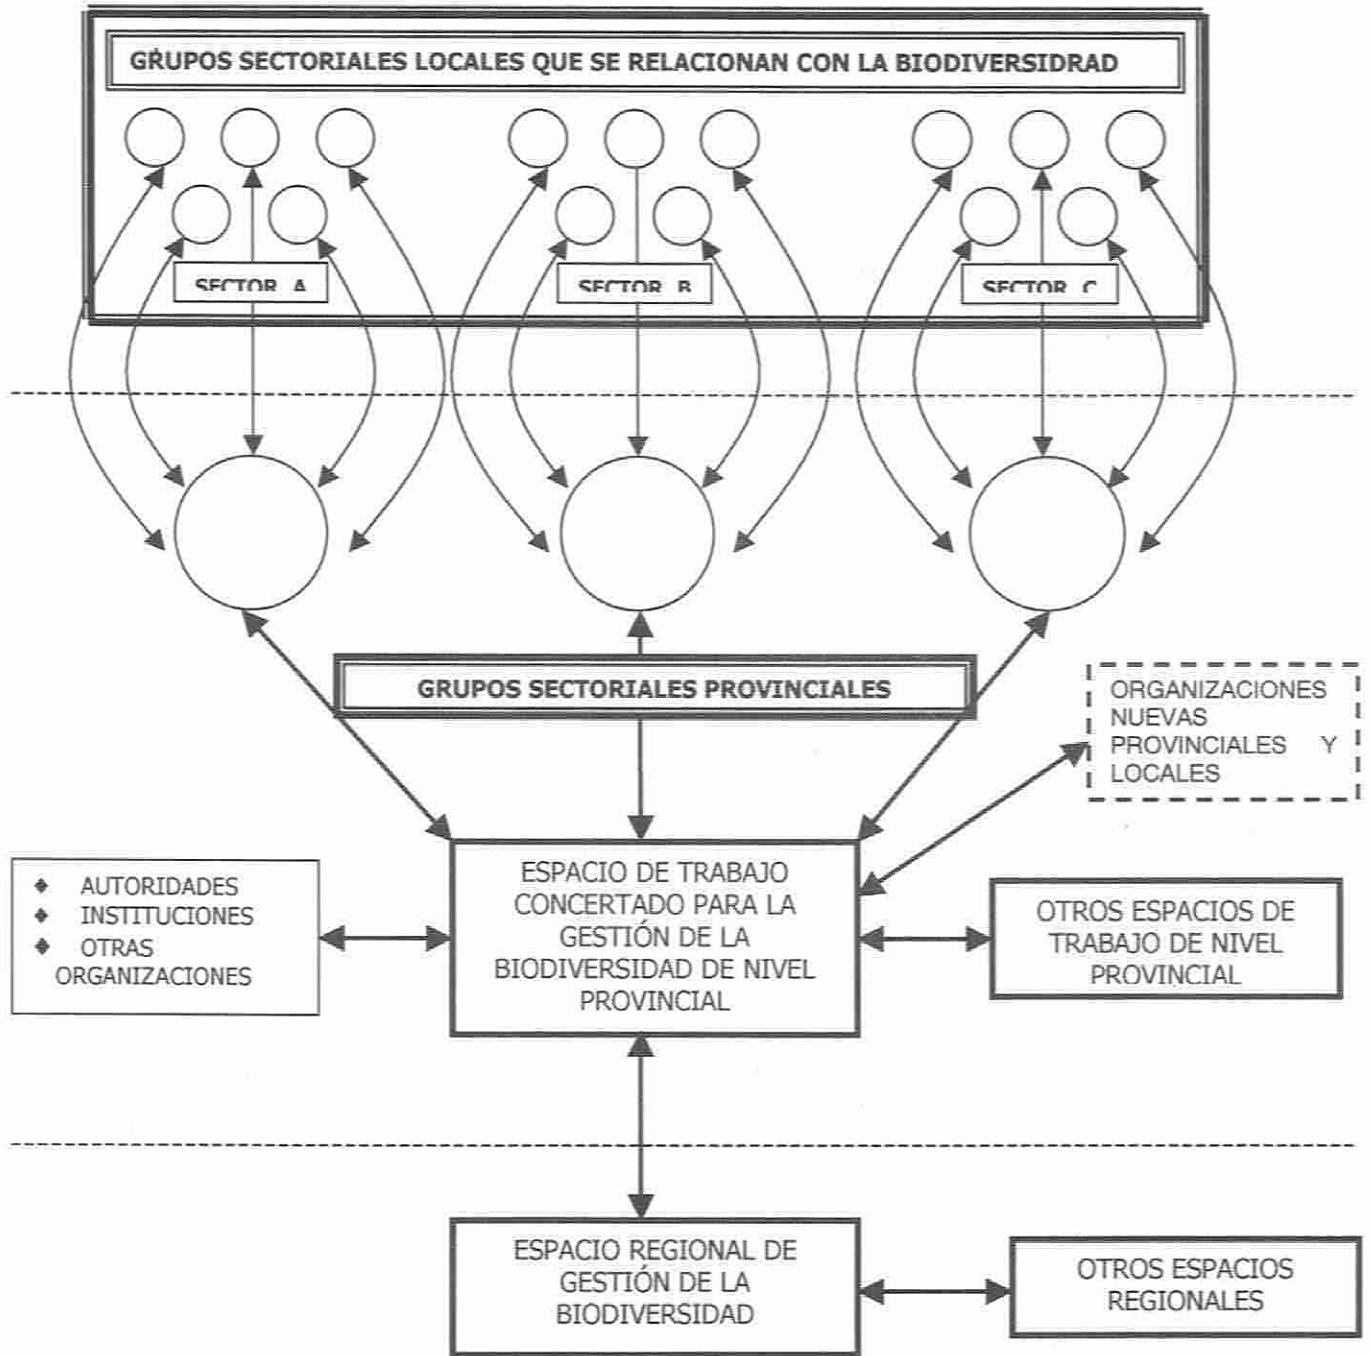 GRUPOS SECTORIALES LOCALES QUE SE RELACIONAN CON LA BIODIVERSIDRAD
SECTOR A
SECTOR B
SECTOR C
GRUPOS SECTORIALES PROVINCIALES
ORGANIZACIONES
NUEVAS
PROVINCIALES Y
LOCALES
ESPACIO DE TRABAJO
CONCERTADO PARA LA
GESTIÓN DE LA
BIODIVERSIDAD DE NIVEL
PROVINCIAL
♦ AUTORIDADES
♦ INSTITUCIONES
♦ OTRAS
ORGANIZACIONES
OTROS ESPACIOS DE
TRABAJO DE NIVEL
PROVINCIAL
ESPACIO REGIONAL DE
GESTIÓN DE LA
BIODIVERSIDAD
OTROS ESPACIOS
REGIONALES